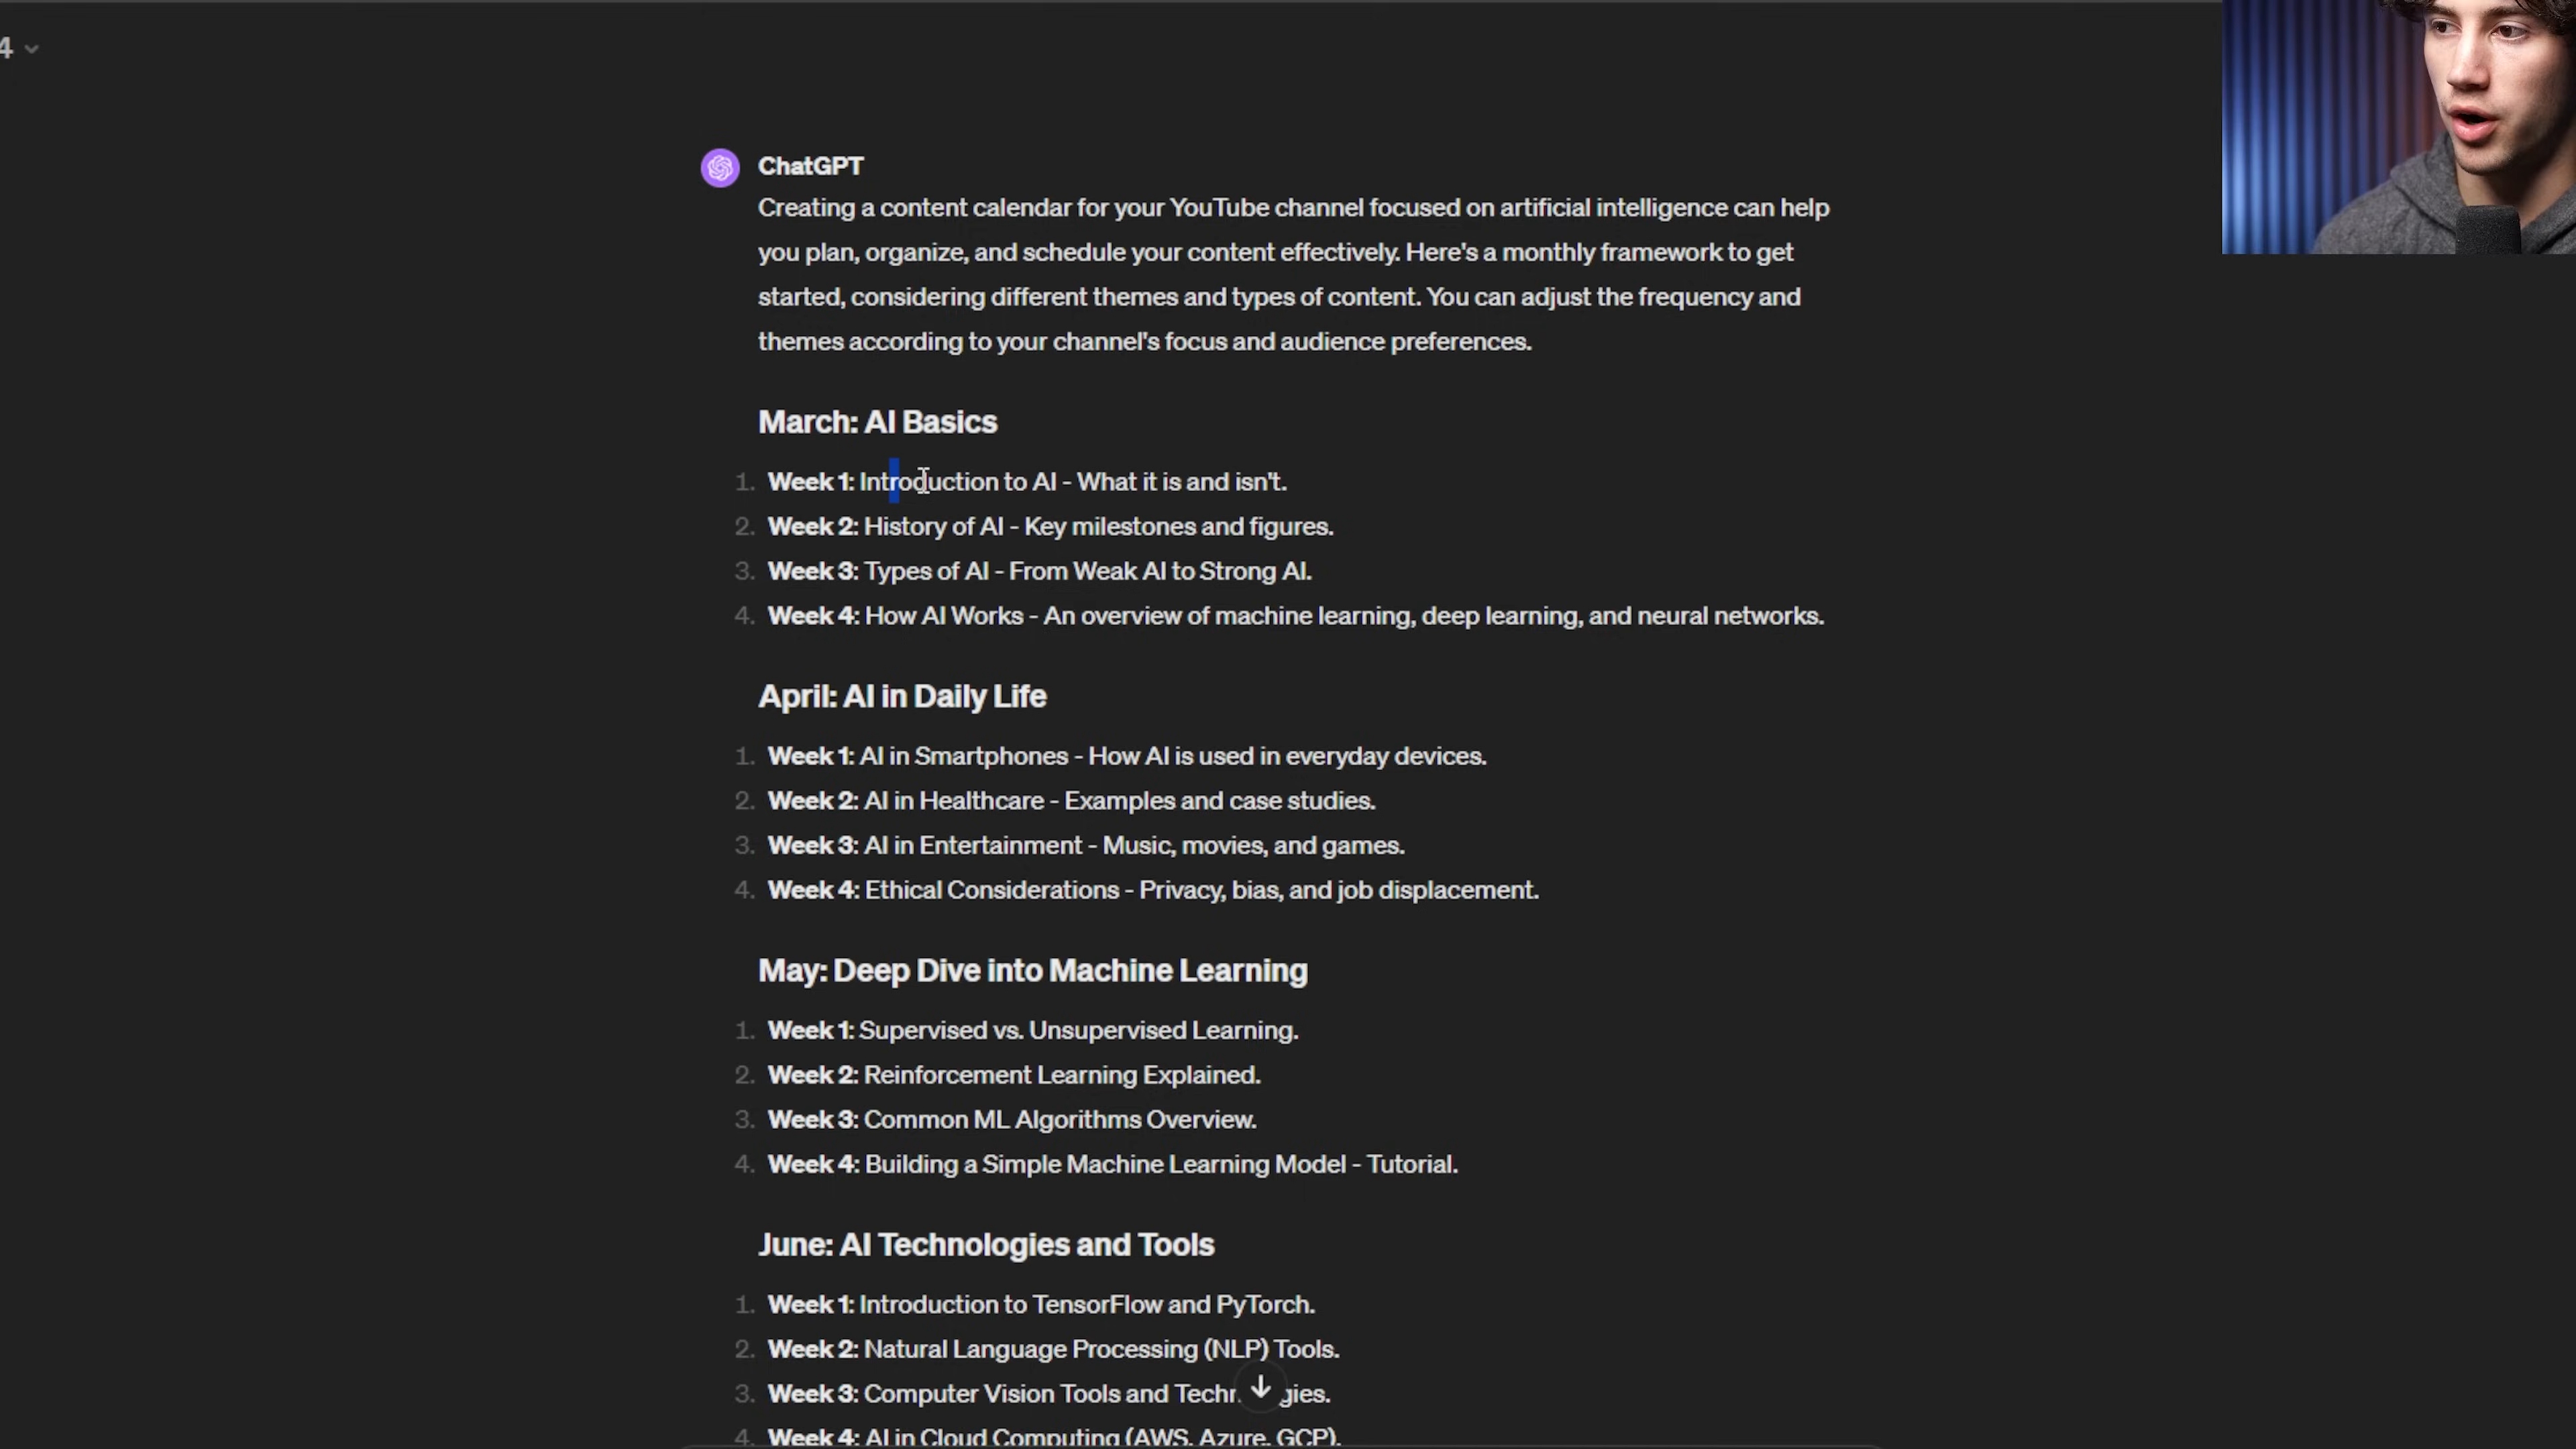 4
ChatGPT
Creating a content calendar for your YouTube channel focused on artificial intelligence can help
you plan, organize, and schedule your content effectively. Here's a monthly framework to get
started, considering different themes and types of content. You can adjust the frequency and
themes according to your channel's focus and audience preferences.
March: AI Basics
1. Week 1: Introduction to AI - What it is and isn't.
2. Week 2: History of AI - Key milestones and figures.
3. Week 3: Types of AI - From Weak AI to Strong AI.
4. Week 4: How AI Works - An overview of machine learning, deep learning, and neural networks.
April: AI in Daily Life
1. Week 1: AI in Smartphones - How AI is used in everyday devices.
2. Week 2: AI in Healthcare - Examples and case studies.
3. Week 3: AI in Entertainment - Music, movies, and games.
4. Week 4: Ethical Considerations - Privacy, bias, and job displacement.
May: Deep Dive into Machine Learning
1. Week 1: Supervised vs. Unsupervised Learning.
2. Week 2: Reinforcement Learning Explained.
3. Week 3: Common ML Algorithms Overview.
4. Week 4: Building a Simple Machine Learning Model - Tutorial.
June: AI Technologies and Tools
1. Week 1: Introduction to TensorFlow and PyTorch.
2. Week 2: Natural Language Processing (NLP) Tools.
3. Week 3: Computer Vision Tools and
4. Week 4: AI in Cloud Computing (AWS, Azure, GCP).